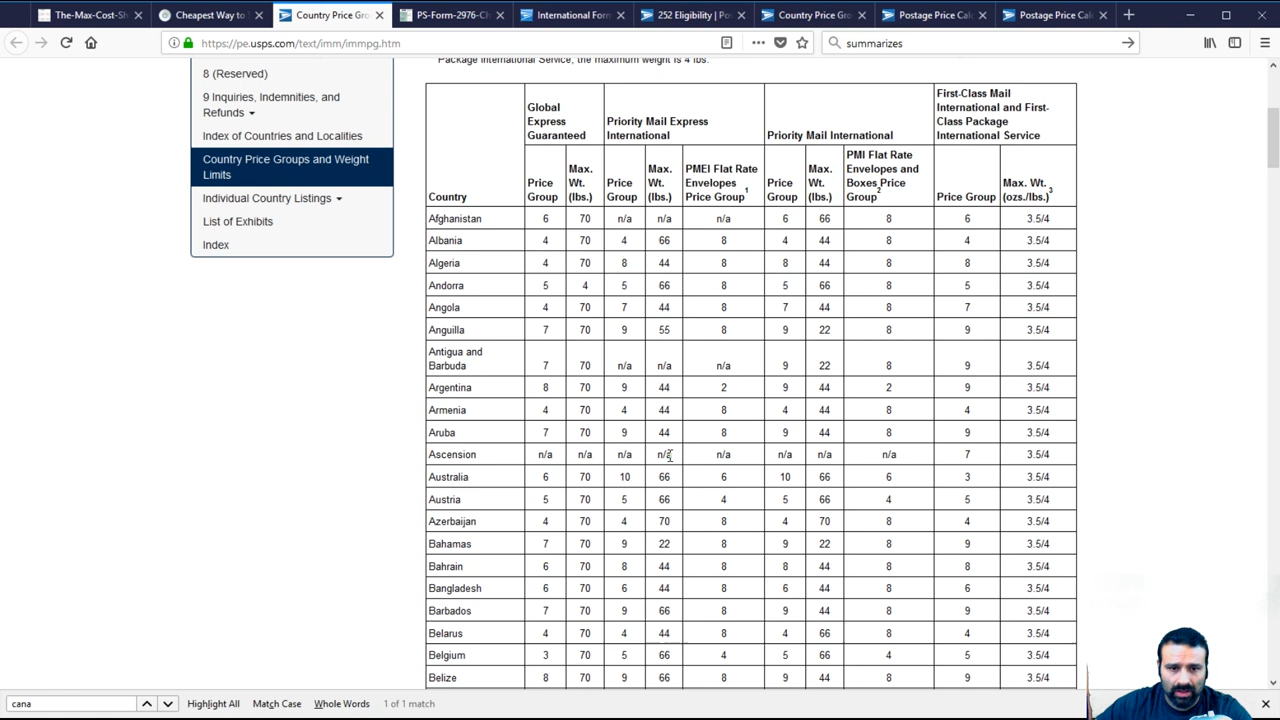 The-Max-Cost-Sh
Cheapest Way to
Country Price Gro
PS-Form-2976-C
International For
252 Eligibility | Po
Country Price Gro
Postage Price Cal
Postage Price Cal
https://pe.usps.com/text/imm/immpg.htm
summarizes
8 (Reserved)
9 Inquiries, Indemnities, and
Refunds
Index of Countries and Localities
Country Price Groups and Weight
Limits
Individual Country Listings
List of Exhibits
Index
Package International Service, the maximum weight is 4 lbs.
Country
Global
Express
Guaranteed
Priority Mail Express
International
Priority Mail International
First-Class Mail
International and First-
Class Package
International Service
Price
Group
Max.
Wt.
(lbs.)
Price
Group
Max.
Wt.
(lbs.)
PMEI Flat Rate
Envelopes
Price Group1
Price
Group
Max.
Wt.
(lbs.)
PMI Flat Rate
Envelopes and
Boxes Price
Group2
Price Group
Max. Wt.
(ozs./lbs.)3
Afghanistan 6 70 n/a n/a n/a 6 66 8 6 3.5/4
Albania 4 70 4 66 8 4 44 8 4 3.5/4
Algeria 4 70 8 44 8 8 44 8 8 3.5/4
Andorra 5 4 5 66 8 5 66 8 5 3.5/4
Angola 4 70 7 44 8 7 44 8 7 3.5/4
Anguilla 7 70 9 55 8 9 22 8 9 3.5/4
Antigua and
Barbuda 7 70 n/a n/a n/a 9 22 8 9 3.5/4
Argentina 8 70 9 44 2 9 44 2 9 3.5/4
Armenia 4 70 4 44 8 4 44 8 4 3.5/4
Aruba 7 70 9 44 8 9 44 8 9 3.5/4
Ascension n/a n/a n/a n/a n/a n/a n/a n/a 7 3.5/4
Australia 6 70 10 66 6 10 66 6 3 3.5/4
Austria 5 70 5 66 4 5 66 4 5 3.5/4
Azerbaijan 4 70 4 70 8 4 70 8 4 3.5/4
Bahamas 7 70 9 22 8 9 22 8 9 3.5/4
Bahrain 6 70 8 44 8 8 44 8 8 3.5/4
Bangladesh 6 70 6 44 8 6 44 8 6 3.5/4
Barbados 7 70 9 66 8 9 44 8 9 3.5/4
Belarus 4 70 4 44 8 4 66 8 4 3.5/4
Belgium 3 70 5 66 4 5 66 4 5 3.5/4
Belize 8 70 9 66 8 9 44 8 9 3.5/4
cana
Highlight All
Match Case
Whole Words
1 of 1 match